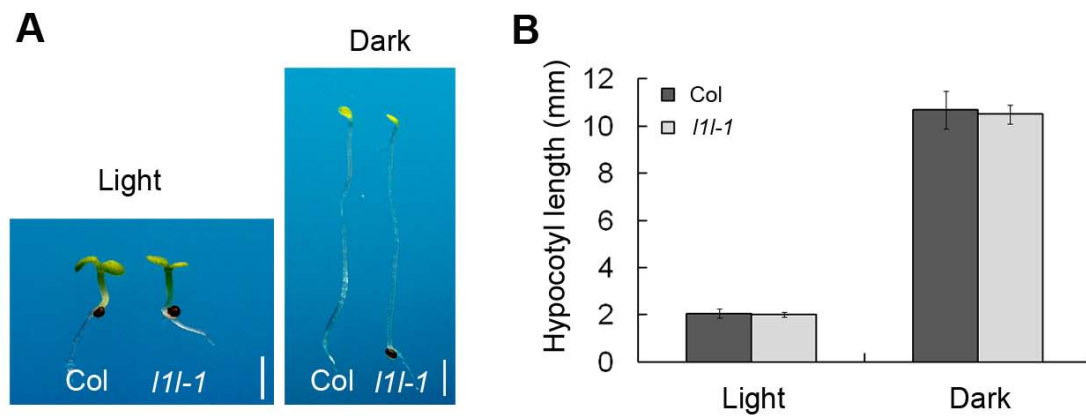 A
Dark
Light
Col l1l-1
Col l1l-1
B
Hypocotyl length (mm)
12
10
8
6
4
2
0
Col
l1l-1
Light
Dark